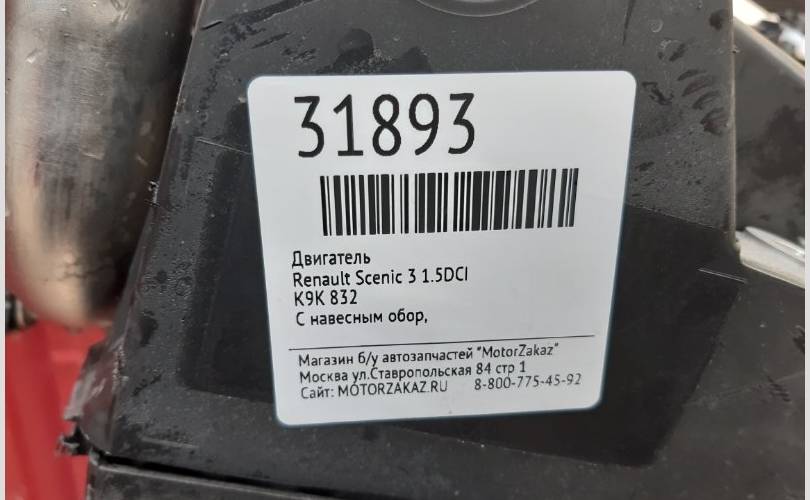 31893
Двигатель
Renault Scenic 3 1.5DCI
K9K 832
С навесным обор,
Магазин б/у автозапчастей "MotorZakaz"
Москва ул.Ставропольская 84 стр 1
Сайт: MOTORZAKAZ.RU 8-800-775-45-92